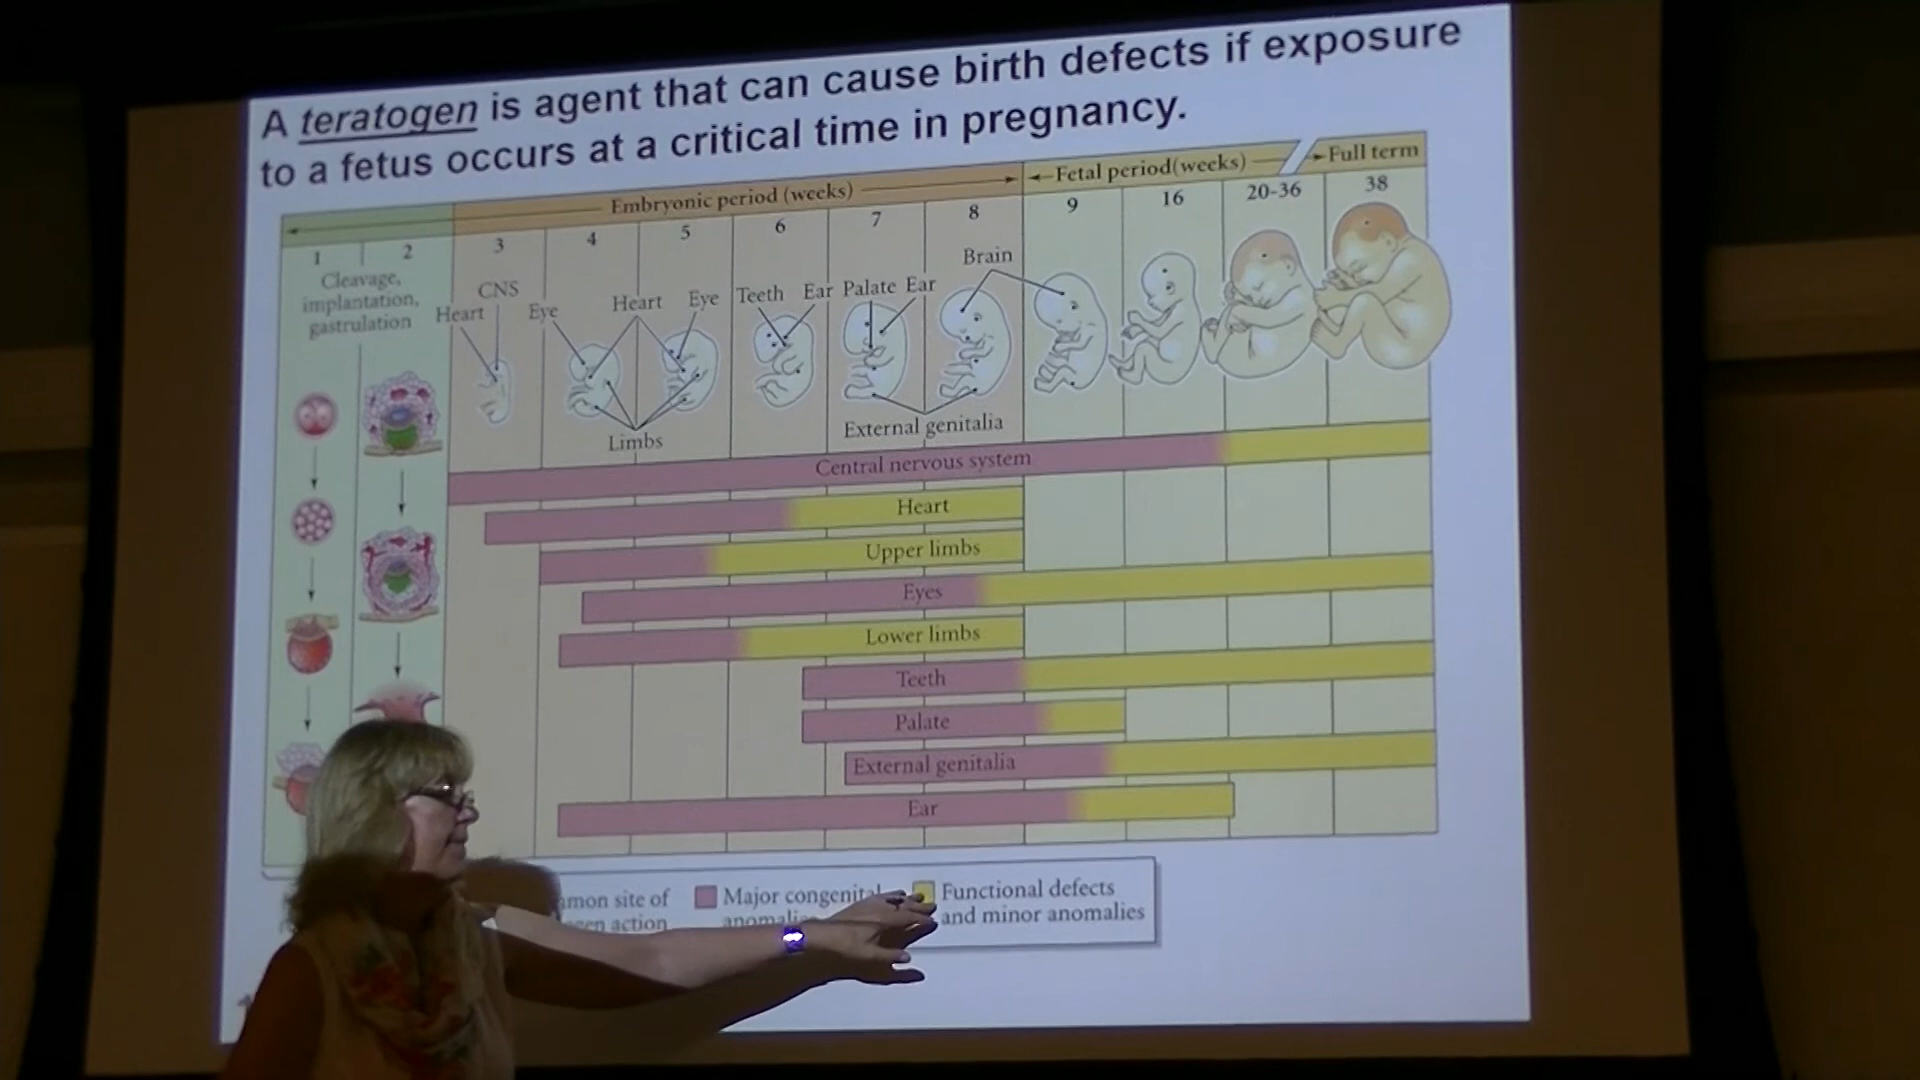 A teratogen is agent that can cause birth defects if exposure
to a fetus occurs at a critical time in pregnancy.
Embryonic period (weeks)
Fetal period(weeks)
Full term
1 2 3 4 5 6 7 8 9 16 20-36 38
Cleavage,
implantation,
gastrulation
CNS
Heart
Eye
Heart
Eye
Teeth
Ear
Palate
Ear
Brain
Limbs
External genitalia
Central nervous system
Heart
Upper limbs
Eyes
Lower limbs
Teeth
Palate
External genitalia
Ear
site of
action
Major
Functional defects
and minor anomalies